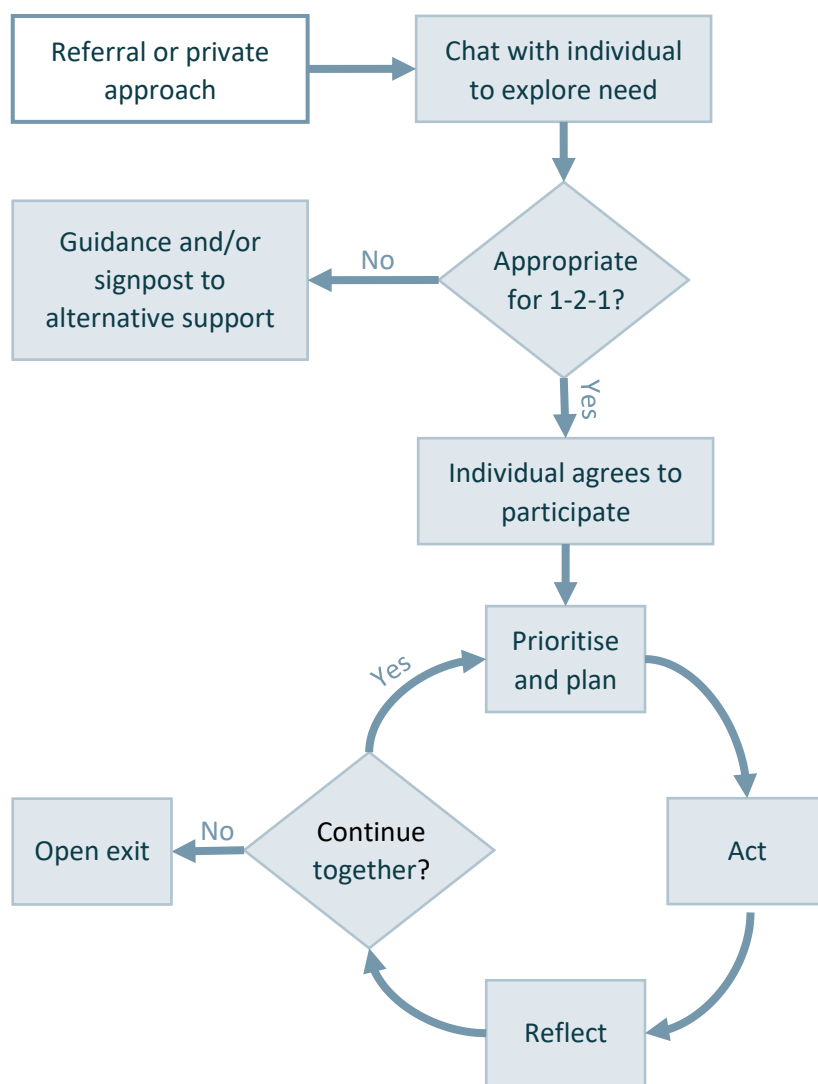 Referral or private
approach
Chat with individual
to explore need
Appropriate
for 1-2-1?
No
Guidance and/or
signpost to
alternative support
Yes
Individual agrees to
participate
Prioritise
and plan
Act
Reflect
Continue
together?
Yes
No
Open exit